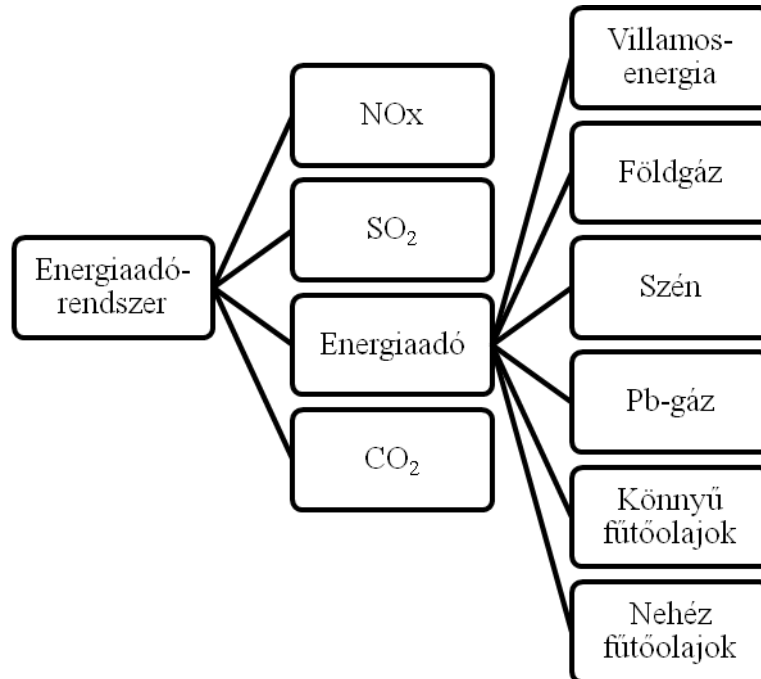 Energiaadó-
rendszer
NOx
SO₂
Energiaadó
CO₂
Villamos-
energia
Földgáz
Szén
Pb-gáz
Könnyű
fűtőolajok
Nehéz
fűtőolajok